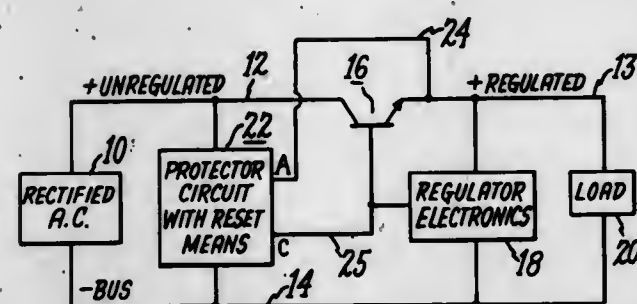 24
+UNREGULATED 12 16 +REGULATED 13
10 22
RECTIFIED
A.C.
PROTECTOR
CIRCUIT
WITH RESET
MEANS
A
C
REGULATOR
ELECTRONICS
LOAD
25 18 20
-BUS 14